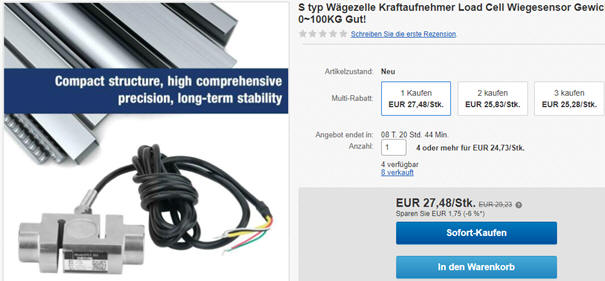 S typ Wägezelle Kraftaufnehmer Load Cell Wiegesensor Gewic
0~100KG Gut!
Schreiben Sie die erste Rezension.
Compact structure, high comprehensive
precision, long-term stability
Artikelzustand: Neu
Multi-Rabatt:
1 Kaufen
EUR 27,48/Stk.
2 kaufen
EUR 25,83/Stk.
3 kaufen
EUR 25,28/Stk.
Angebot endet in: 08 T. 20 Std. 44 Min.
Anzahl: 1 4 oder mehr für EUR 24,73/Stk.
4 verfügbar
8 verkauft
EUR 27,48/Stk. EUR 29,23
Sparen Sie EUR 1,75 (-6 %*)
Sofort-Kaufen
In den Warenkorb